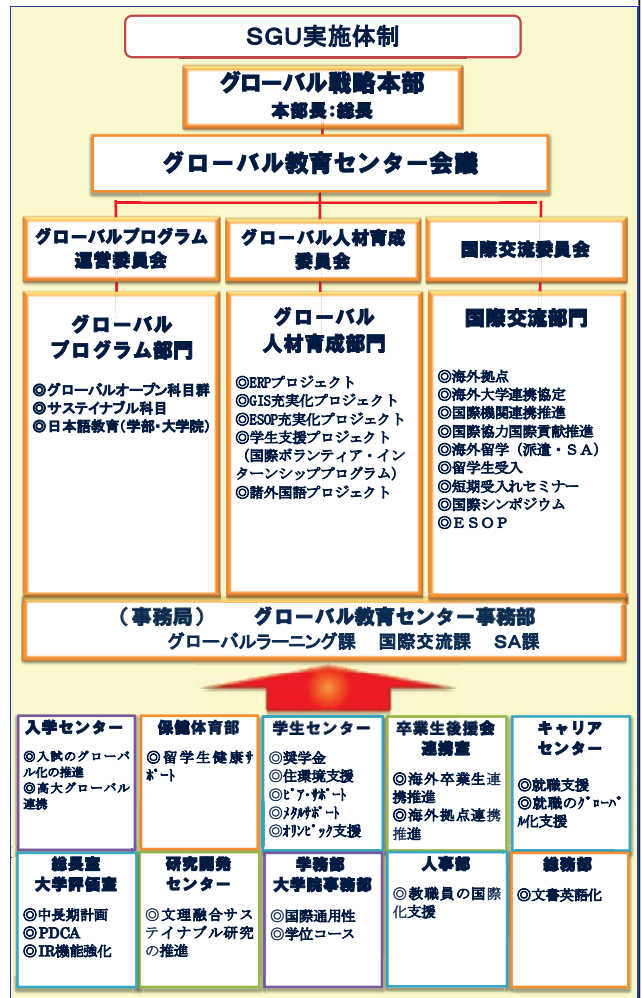 SGU実施体制
グローバル戦略本部
本部長:総長
グローバル教育センター会議
グローバルプログラム
運営委員会
グローバル人材育成
委員会
国際交流委員会
グローバル
プログラム部門
◎グローバルオープン科目群
◎サステイナブル科目
◎日本語教育(学部・大学院)
グローバル
人材育成部門
◎ERPプロジェクト
◎GIS充実化プロジェクト
◎ESOP充実化プロジェクト
◎学生支援プロジェクト
(国際ボランティア・イン
ターンシッププログラム)
◎諸外国語プロジェクト
国際交流部門
◎海外拠点
◎海外大学連携協定
◎国際機関連携推進
◎国際協力国際貢献推進
◎海外留学(派遣・SA)
◎留学生受入
◎短期受入れセミナー
◎国際シンポジウム
◎ESOP
(事務局) グローバル教育センター事務部
グローバルラーニング課 国際交流課 SA課
入学センター
◎入試のグローバ
ル化の推進
◎高大グローバル
連携
保健体育部
◎留学生健康サ
ポート
学生センター
◎奨学金
◎住環境支援
◎ピア・サポート
◎メタルサポート
◎オリンピック支援
卒業生後援会
連携室
◎海外卒業生連
携推進
◎海外拠点連携
推進
キャリア
センター
◎就職支援
◎就職のグローバ
ル化支援
総長室
大学評価室
◎中長期計画
◎PDCA
◎IR機能強化
研究開発
センター
◎文理融合サス
テイナブル研究
の推進
学務部
大学院事務部
◎国際通用性
◎学位コース
人事部
◎教職員の国際
化支援
総務部
◎文書英語化